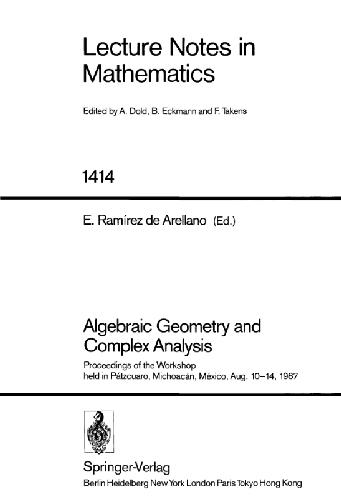 Lecture Notes in
Mathematics
Edited by A. Dold, B. Eckmann and F. Takens
1414
E. Ramírez de Arellano (Ed.)
Algebraic Geometry and
Complex Analysis
Proceedings of the Workshop
held in Pátzcuaro, Michoacán, México, Aug. 10–14, 1987
Springer-Verlag
Berlin Heidelberg New York London Paris Tokyo Hong Kong